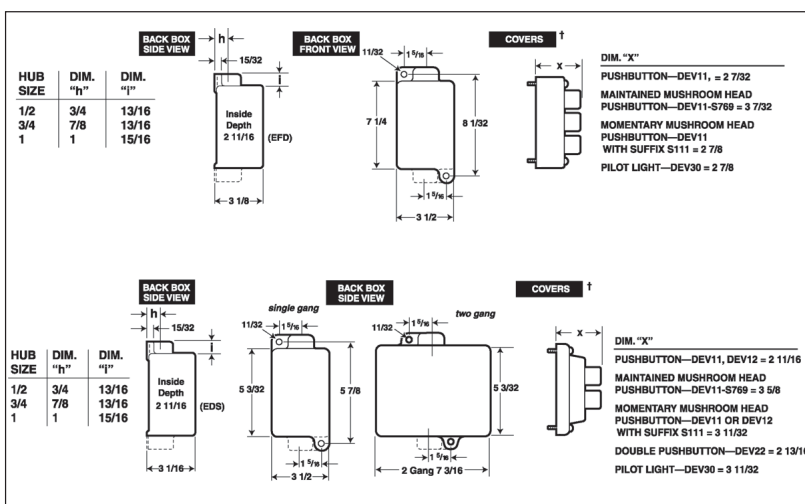 BACK BOX
SIDE VIEW
h
15/32
i
HUB SIZE DIM. "h" DIM. "i"
1/2 3/4 13/16
3/4 7/8 13/16
1 1 15/16
Inside
Depth
2 11/16
(EFD)
3 1/8
BACK BOX
FRONT VIEW
11/32
1 5/16
7 1/4
8 1/32
1 5/16
3 1/2
COVERS †
x
DIM. "X"
PUSHBUTTON—DEV11, = 2 7/32
MAINTAINED MUSHROOM HEAD
PUSHBUTTON—DEV11-S769 = 3 7/32
MOMENTARY MUSHROOM HEAD
PUSHBUTTON—DEV11
WITH SUFFIX S111 = 2 7/8
PILOT LIGHT—DEV30 = 2 7/8
BACK BOX
SIDE VIEW
h
15/32
i
HUB SIZE DIM. "h" DIM. "i"
1/2 3/4 13/16
3/4 7/8 13/16
1 1 15/16
Inside
Depth
2 11/16
(EDS)
3 1/16
BACK BOX
SIDE VIEW
single gang
11/32
1 5/16
5 3/32
5 7/8
1 5/16
3 1/2
two gang
11/32
1 5/16
5 3/32
1 5/16
2 Gang 7 3/16
COVERS †
x
DIM. "X"
PUSHBUTTON—DEV11, DEV12 = 2 11/16
MAINTAINED MUSHROOM HEAD
PUSHBUTTON—DEV11-S769 = 3 5/8
MOMENTARY MUSHROOM HEAD
PUSHBUTTON—DEV11 OR DEV12
WITH SUFFIX S111 = 3 11/32
DOUBLE PUSHBUTTON—DEV22 = 2 13/16
PILOT LIGHT—DEV30 = 3 11/32